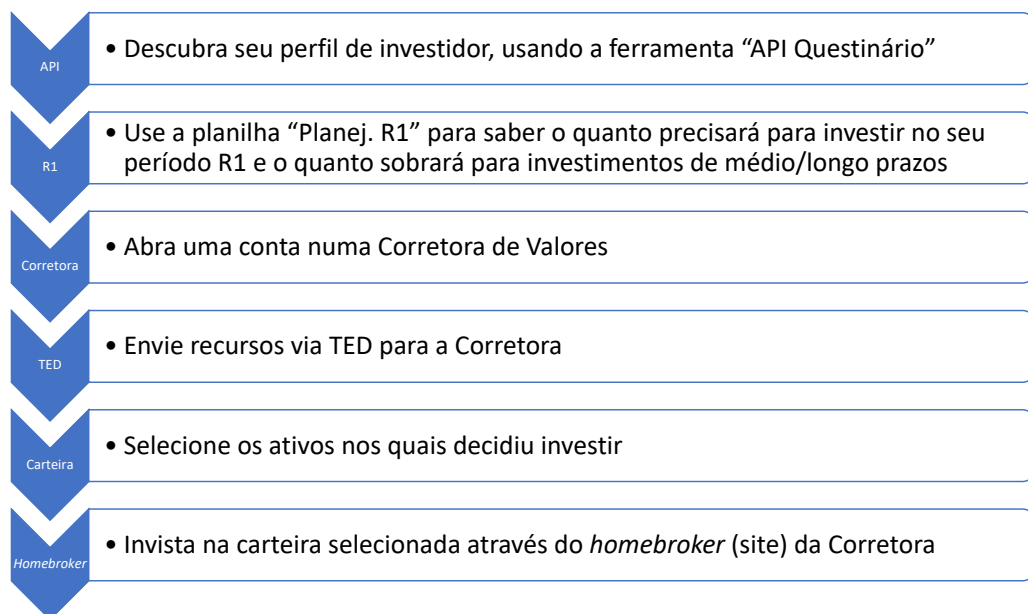 API
• Descubra seu perfil de investidor, usando a ferramenta “API Questinário”
R1
• Use a planilha “Planej. R1” para saber o quanto precisará para investir no seu
período R1 e o quanto sobrará para investimentos de médio/longo prazos
Corretora
• Abra uma conta numa Corretora de Valores
TED
• Envie recursos via TED para a Corretora
Carteira
• Selecione os ativos nos quais decidiu investir
Homebroker
• Invista na carteira selecionada através do homebroker (site) da Corretora